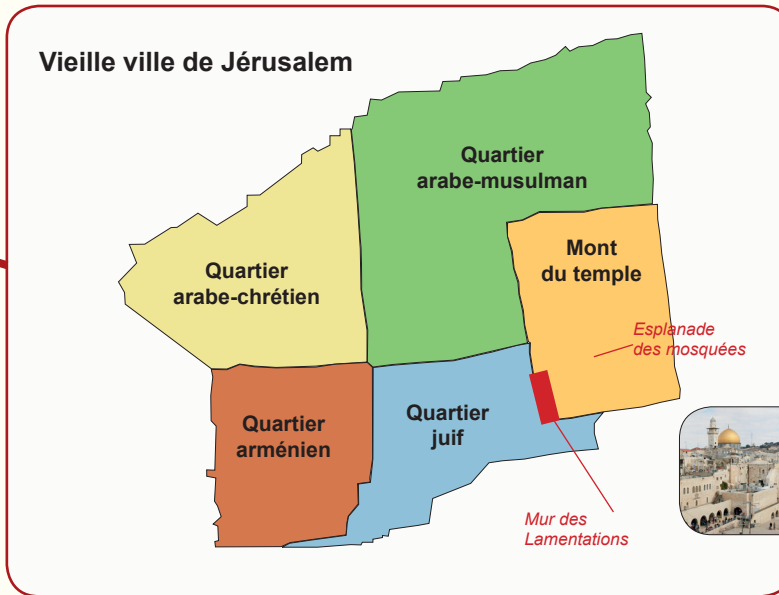 Vieille ville de Jérusalem
Quartier
arabe-musulman
Mont
du temple
Quartier
arabe-chrétien
Esplanade
des mosquées
Quartier
arménien
Quartier
juif
Mur des
Lamentations